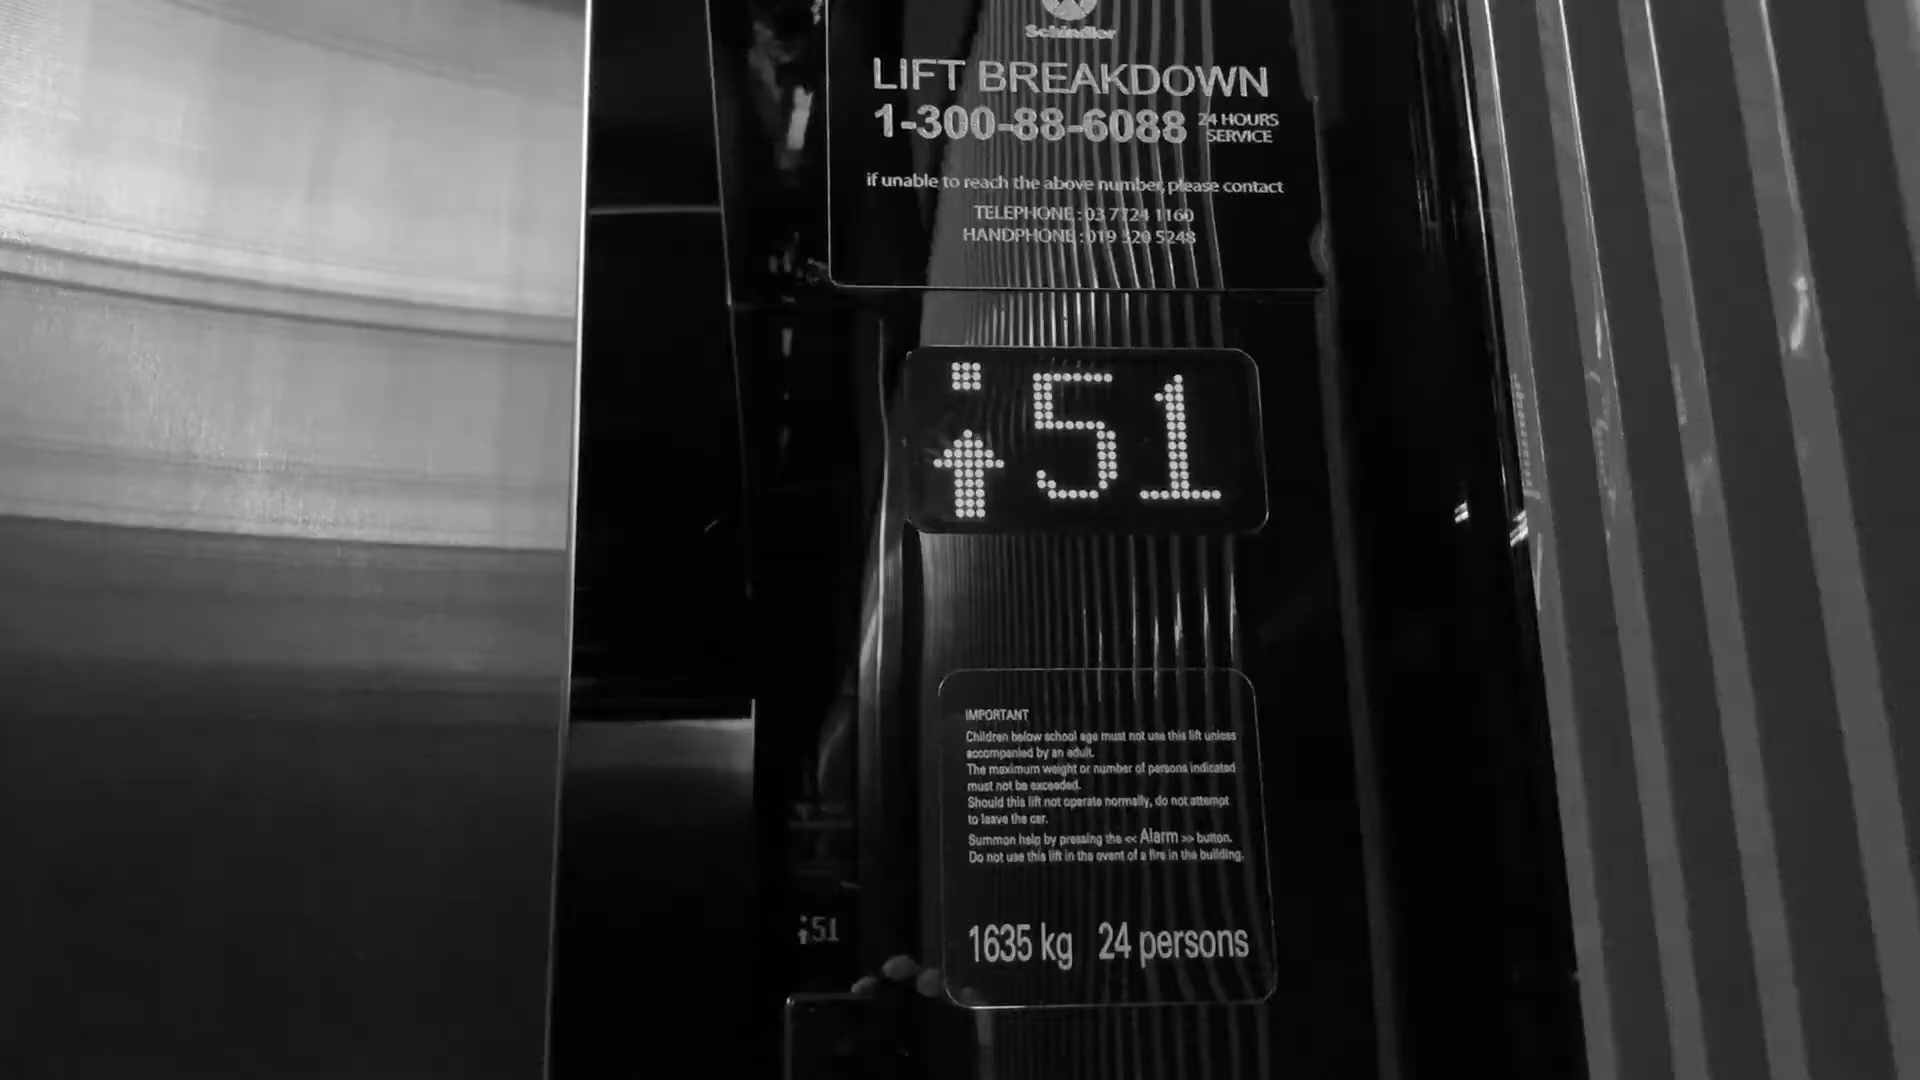 Schindler
LIFT BREAKDOWN
1-300-88-6088 24 HOURS SERVICE
if unable to reach the above number, please contact
TELEPHONE : 03 7724 1160
HANDPHONE : 019 320 5248
51
IMPORTANT
Children below school age must not use this lift unless
accompanied by an adult.
The maximum weight or number of persons indicated
must not be exceeded.
Should this lift not operate normally, do not attempt
to leave the car.
Summon help by pressing the << Alarm >> button.
Do not use this lift in the event of a fire in the building.
51
1635 kg 24 persons